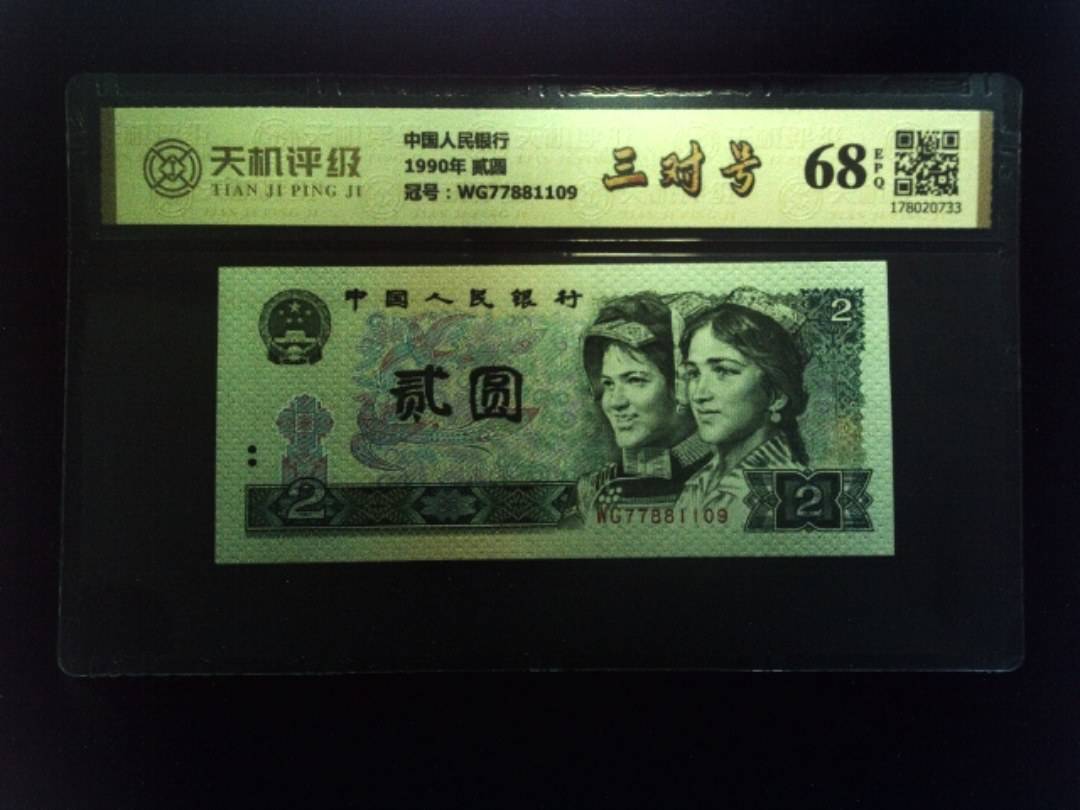 天机评级
TIAN JI PING JI
中国人民银行
1990年 贰圆
冠号：WG77881109
三对号
68
EPQ
178020733
中国人民银行
2
贰圆
2
WG77881109
2